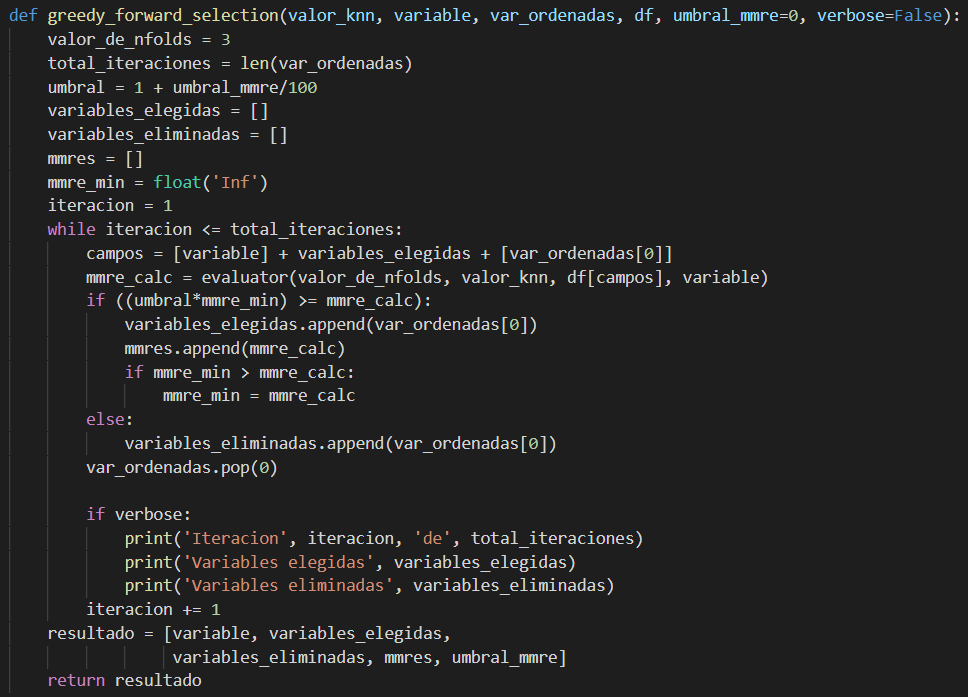 def greedy_forward_selection(valor_knn, variable, var_ordenadas, df, umbral_mmre=0, verbose=False):
    valor_de_nfolds = 3
    total_iteraciones = len(var_ordenadas)
    umbral = 1 + umbral_mmre/100
    variables_elegidas = []
    variables_eliminadas = []
    mmres = []
    mmre_min = float('Inf')
    iteracion = 1
    while iteracion <= total_iteraciones:
        campos = [variable] + variables_elegidas + [var_ordenadas[0]]
        mmre_calc = evaluator(valor_de_nfolds, valor_knn, df[campos], variable)
        if ((umbral*mmre_min) >= mmre_calc):
            variables_elegidas.append(var_ordenadas[0])
            mmres.append(mmre_calc)
            if mmre_min > mmre_calc:
                mmre_min = mmre_calc
        else:
            variables_eliminadas.append(var_ordenadas[0])
        var_ordenadas.pop(0)

        if verbose:
            print('Iteracion', iteracion, 'de', total_iteraciones)
            print('Variables elegidas', variables_elegidas)
            print('Variables eliminadas', variables_eliminadas)
        iteracion += 1
    resultado = [variable, variables_elegidas,
                 variables_eliminadas, mmres, umbral_mmre]
    return resultado